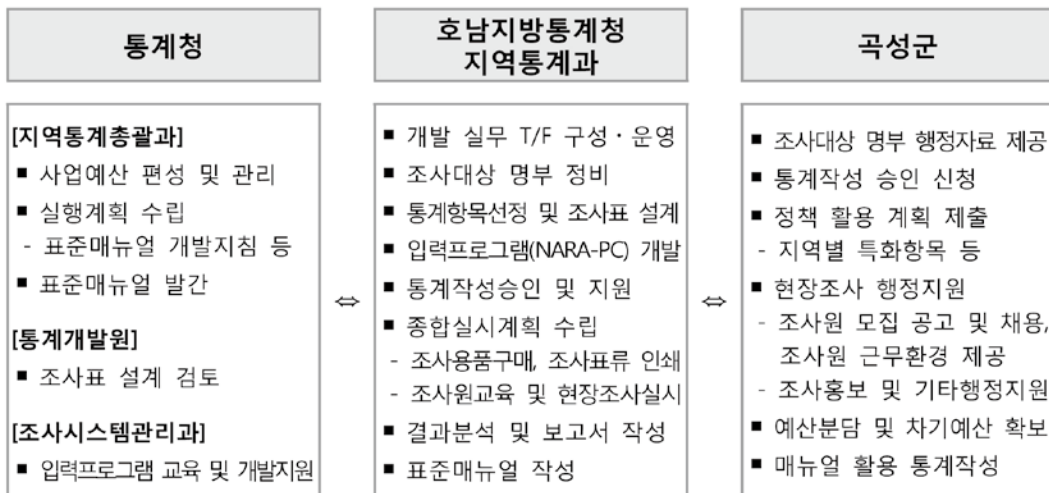 통계청
[지역통계총괄과]
■ 사업예산 편성 및 관리
■ 실행계획 수립
- 표준매뉴얼 개발지침 등
■ 표준매뉴얼 발간
[통계개발원]
■ 조사표 설계 검토
[조사시스템관리과]
■ 입력프로그램 교육 및 개발지원
⇔
호남지방통계청
지역통계과
■ 개발 실무 T/F 구성・운영
■ 조사대상 명부 정비
■ 통계항목선정 및 조사표 설계
■ 입력프로그램(NARA-PC) 개발
■ 통계작성승인 및 지원
■ 종합실시계획 수립
- 조사용품구매, 조사표류 인쇄
- 조사원교육 및 현장조사실시
■ 결과분석 및 보고서 작성
■ 표준매뉴얼 작성
⇔
곡성군
■ 조사대상 명부 행정자료 제공
■ 통계작성 승인 신청
■ 정책 활용 계획 제출
- 지역별 특화항목 등
■ 현장조사 행정지원
- 조사원 모집 공고 및 채용,
조사원 근무환경 제공
- 조사홍보 및 기타행정지원
■ 예산분담 및 차기예산 확보
■ 매뉴얼 활용 통계작성